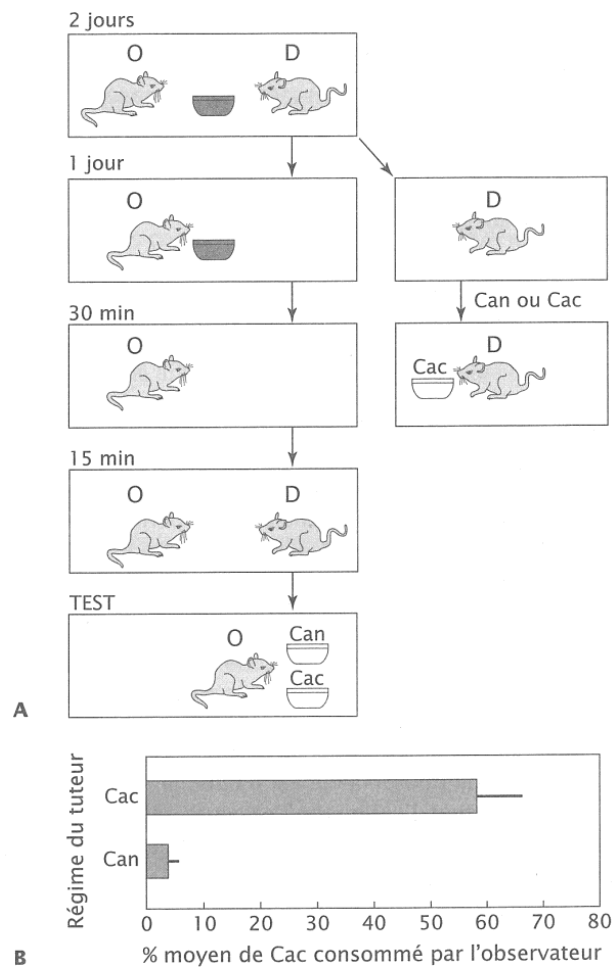 2 jours
O D
1 jour
O
D
Can ou Cac
30 min
O
D
Cac
15 min
O D
TEST
O
Can
Cac
A
Régime du tuteur
Cac
Can
0 10 20 30 40 50 60 70 80
B
% moyen de Cac consommé par l'observateur